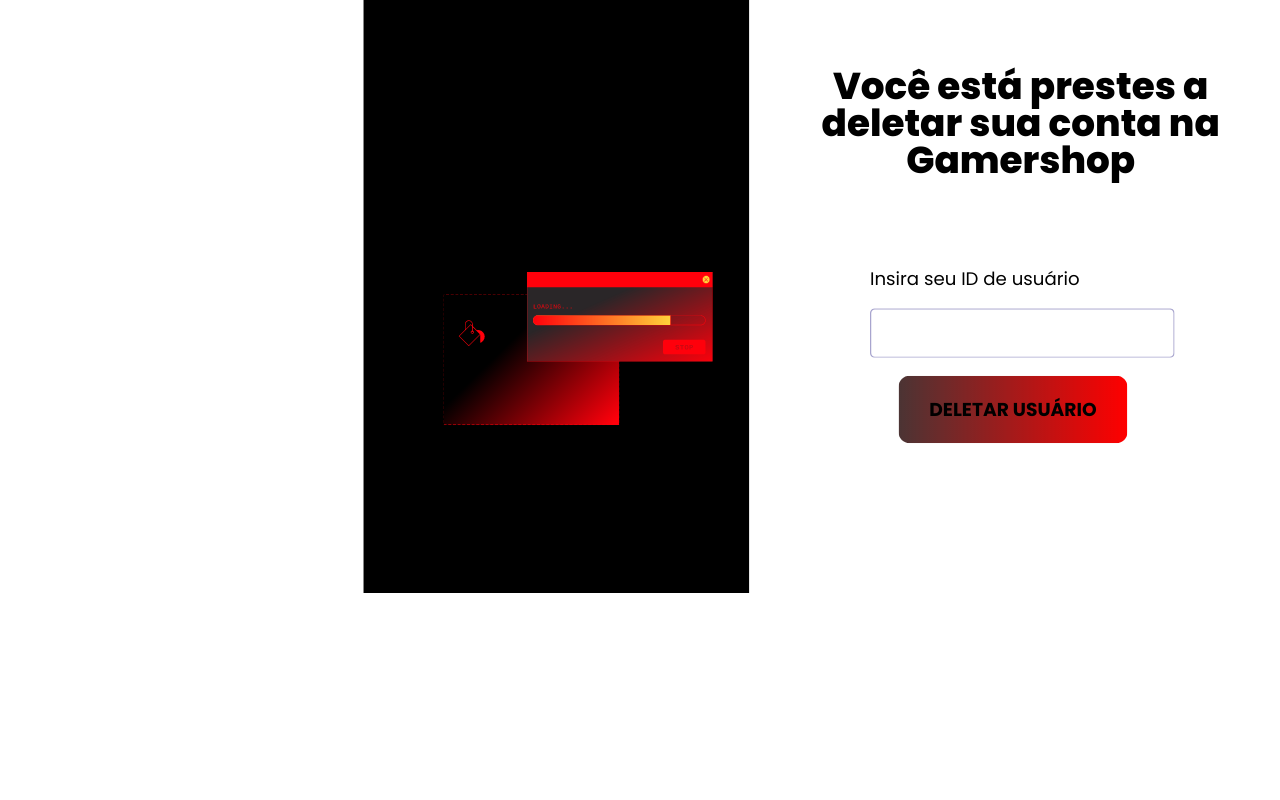 Você está prestes a
deletar sua conta na
Gamershop
LOADING...
Insira seu ID de usuário
DELETAR USUÁRIO